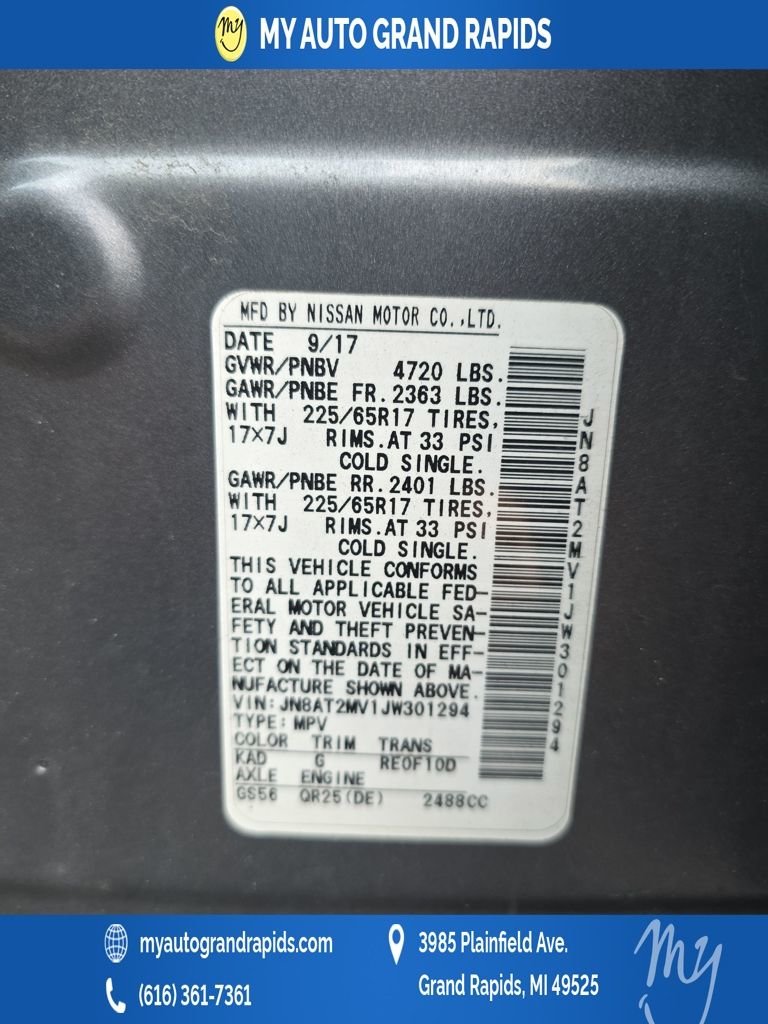 my MY AUTO GRAND RAPIDS
MFD BY NISSAN MOTOR CO.,LTD.
DATE 9/17
GVWR/PNBV 4720 LBS.
GAWR/PNBE FR. 2363 LBS.
WITH 225/65R17 TIRES,
17×7J RIMS. AT 33 PSI
COLD SINGLE.
GAWR/PNBE RR. 2401 LBS.
WITH 225/65R17 TIRES,
17×7J RIMS. AT 33 PSI
COLD SINGLE.
THIS VEHICLE CONFORMS
TO ALL APPLICABLE FED-
ERAL MOTOR VEHICLE SA-
FETY AND THEFT PREVEN-
TION STANDARDS IN EFF-
ECT ON THE DATE OF MA-
NUFACTURE SHOWN ABOVE.
VIN: JN8AT2MV1JW301294
TYPE: MPV
COLOR TRIM TRANS
KAD G RE0F10D
AXLE ENGINE
GS56 QR25(DE) 2488CC
JN8AT2MV1JW301294
myautograndrapids.com
(616) 361-7361
3985 Plainfield Ave.
Grand Rapids, MI 49525
my